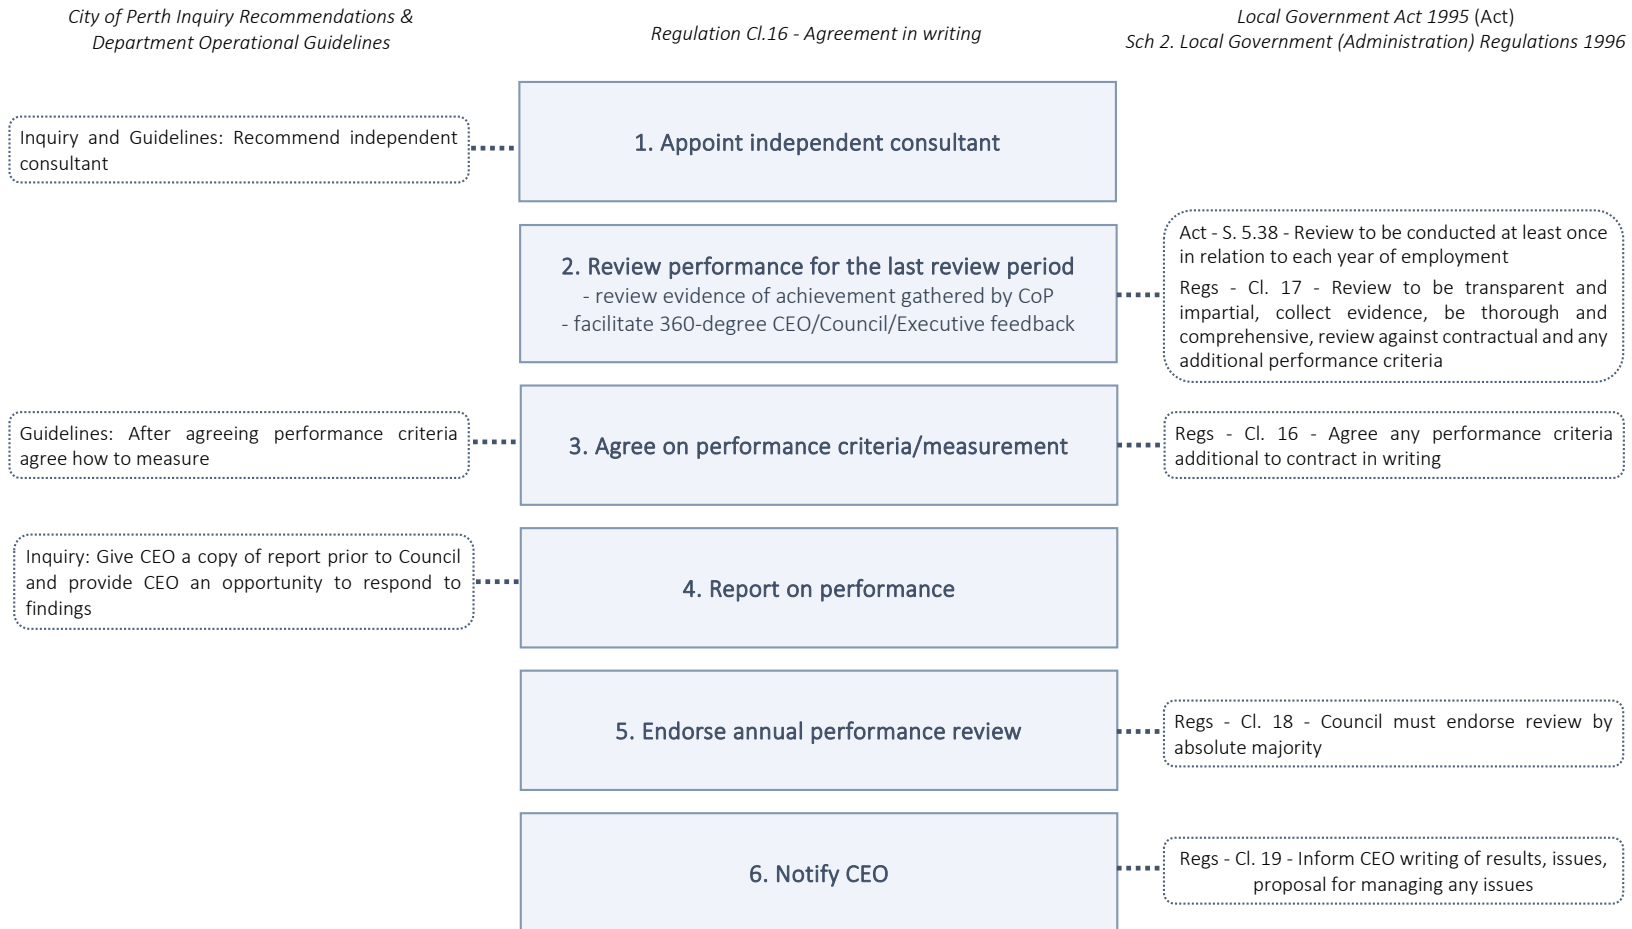 City of Perth Inquiry Recommendations &
Department Operational Guidelines
Regulation Cl.16 - Agreement in writing
Local Government Act 1995 (Act)
Sch 2. Local Government (Administration) Regulations 1996
Inquiry and Guidelines: Recommend independent
consultant
1. Appoint independent consultant
2. Review performance for the last review period
- review evidence of achievement gathered by CoP
- facilitate 360-degree CEO/Council/Executive feedback
Act - S. 5.38 - Review to be conducted at least once
in relation to each year of employment
Regs - Cl. 17 - Review to be transparent and
impartial, collect evidence, be thorough and
comprehensive, review against contractual and any
additional performance criteria
Guidelines: After agreeing performance criteria
agree how to measure
3. Agree on performance criteria/measurement
Regs - Cl. 16 - Agree any performance criteria
additional to contract in writing
Inquiry: Give CEO a copy of report prior to Council
and provide CEO an opportunity to respond to
findings
4. Report on performance
5. Endorse annual performance review
Regs - Cl. 18 - Council must endorse review by
absolute majority
6. Notify CEO
Regs - Cl. 19 - Inform CEO writing of results, issues,
proposal for managing any issues